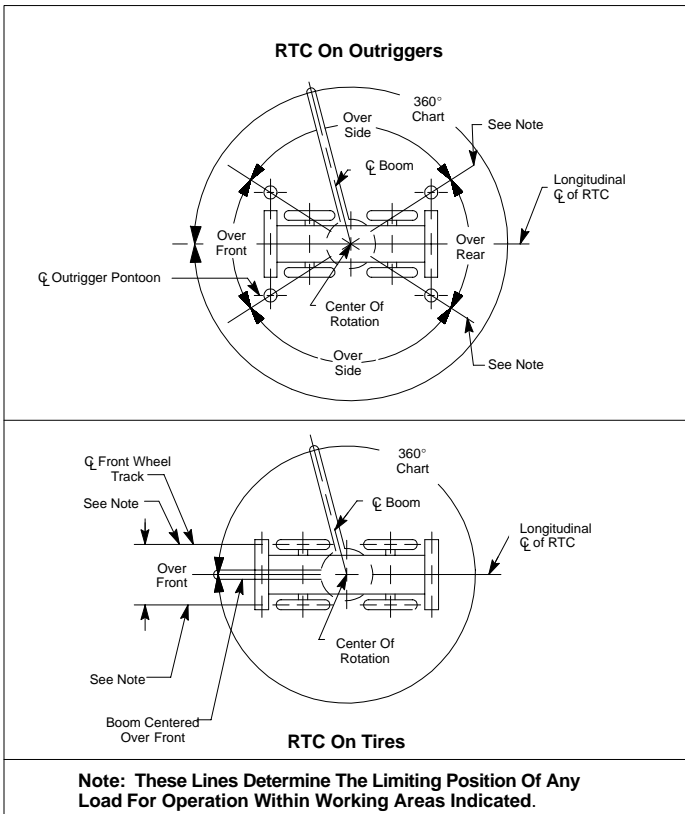 RTC On Outriggers
360°
Chart
Over
Side
See Note
℄ Boom
Longitudinal
℄ of RTC
Over
Front
Over
Rear
℄ Outrigger Pontoon
Center Of
Rotation
Over
Side
See Note
360°
Chart
℄ Front Wheel
Track
℄ Boom
See Note
Longitudinal
℄ of RTC
Over
Front
Center Of
Rotation
See Note
Boom Centered
Over Front
RTC On Tires
Note: These Lines Determine The Limiting Position Of Any
Load For Operation Within Working Areas Indicated.